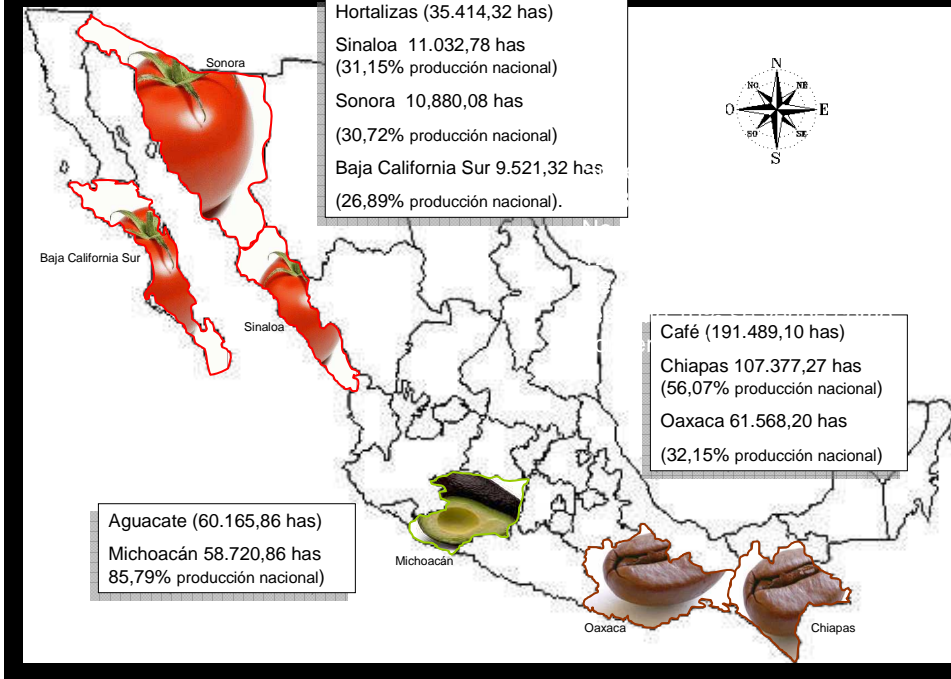 Hortalizas (35.414,32 has)
Sinaloa 11.032,78 has
(31,15% producción nacional)
Sonora 10,880,08 has
(30,72% producción nacional)
Baja California Sur 9.521,32 has
(26,89% producción nacional).
Sonora
N
NO
NE
O
E
SO
SE
S
Baja California Sur
Sinaloa
Café (191.489,10 has)
Chiapas 107.377,27 has
(56,07% producción nacional)
Oaxaca 61.568,20 has
(32,15% producción nacional)
Aguacate (60.165,86 has)
Michoacán 58.720,86 has
85,79% producción nacional)
Michoacán
Oaxaca
Chiapas